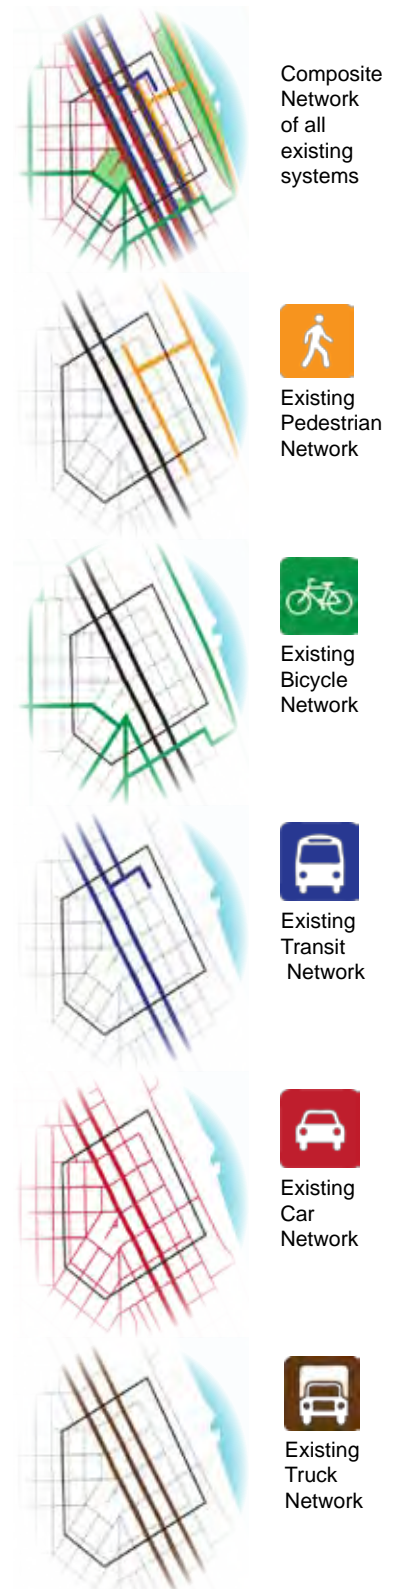 Composite
Network
of all
existing
systems
Existing
Pedestrian
Network
Existing
Bicycle
Network
Existing
Transit
Network
Existing
Car
Network
Existing
Truck
Network